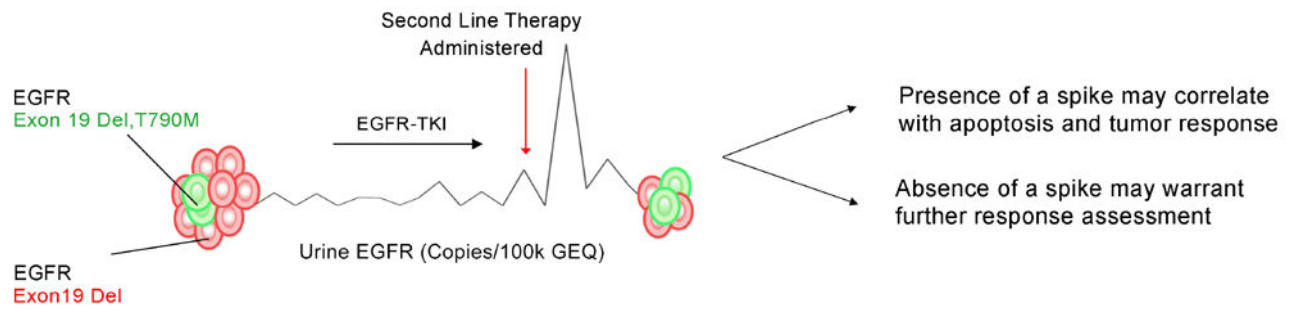 Second Line Therapy
Administered
EGFR
Exon 19 Del,T790M
EGFR-TKI
Urine EGFR (Copies/100k GEQ)
EGFR
Exon19 Del
Presence of a spike may correlate
with apoptosis and tumor response
Absence of a spike may warrant
further response assessment